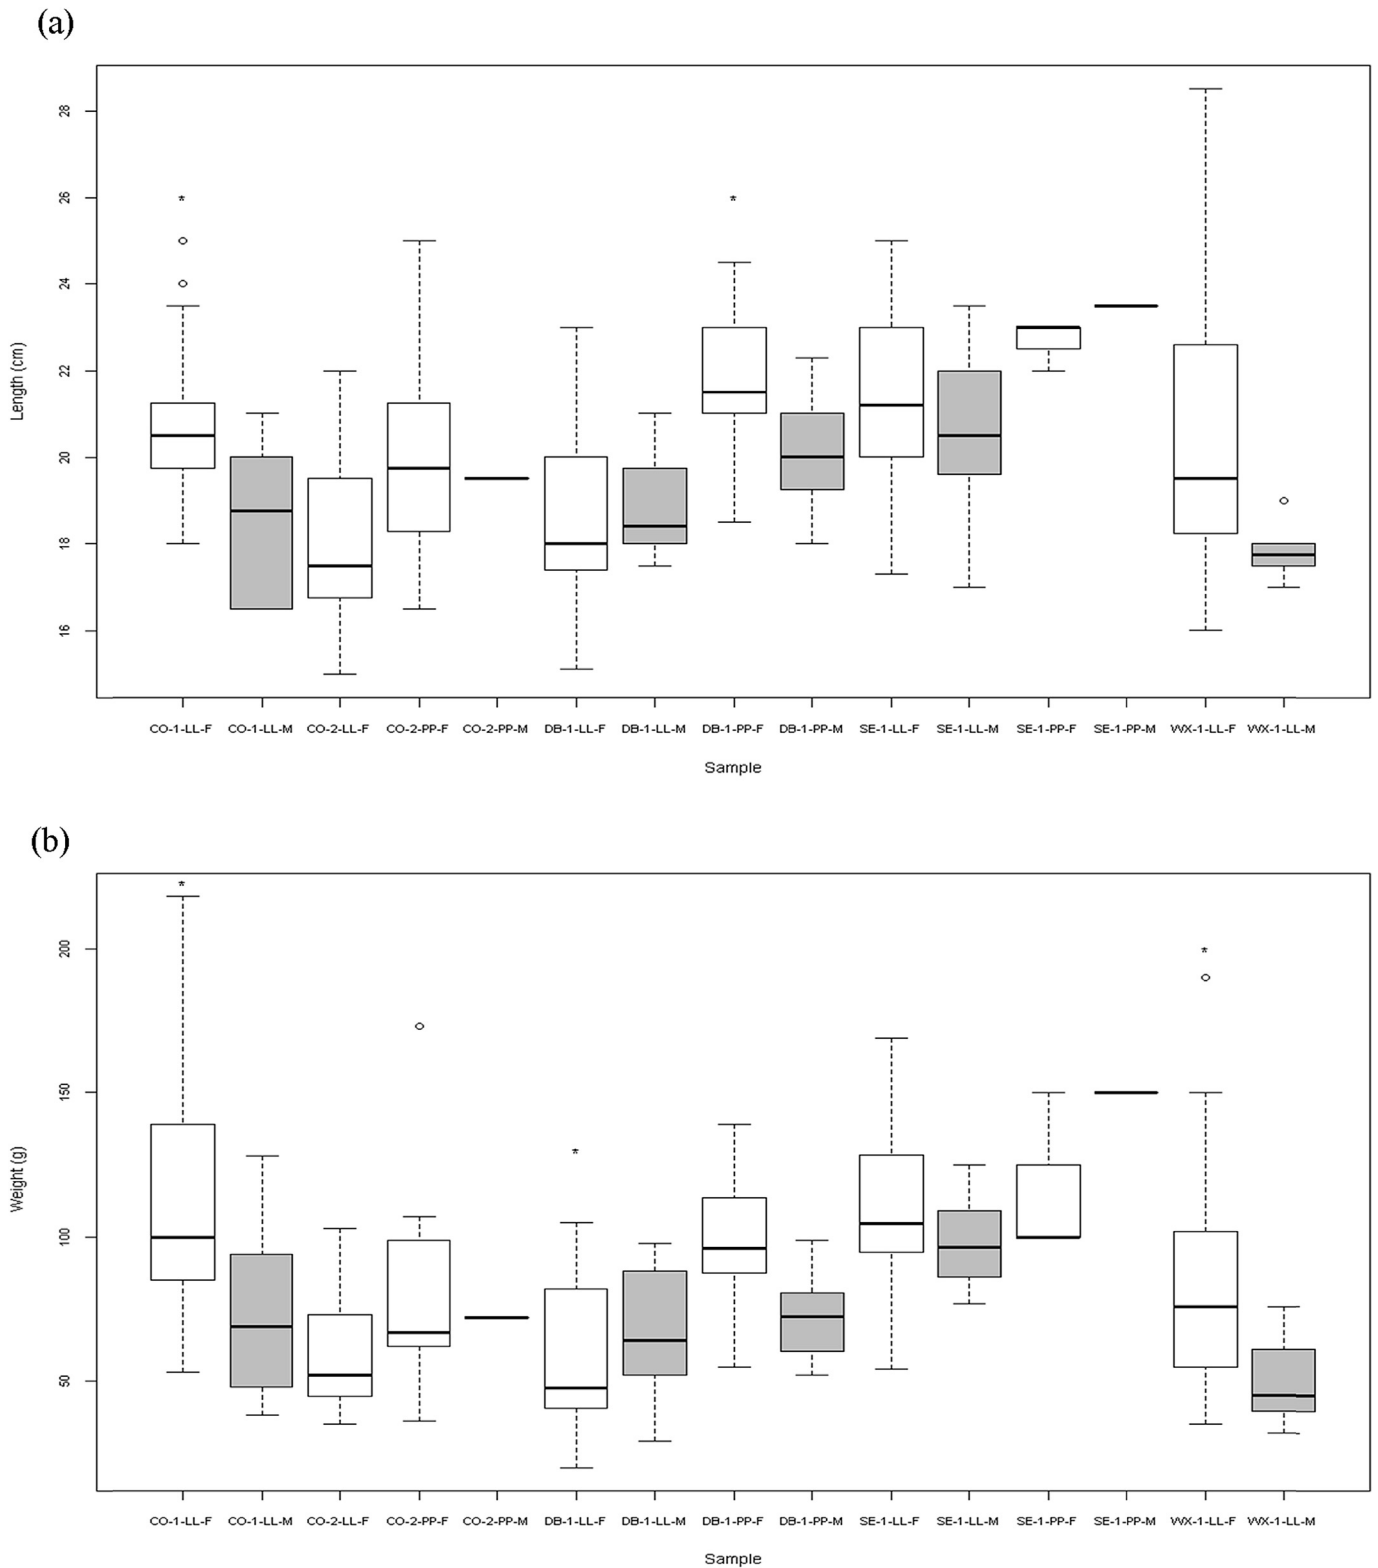 (a)
28
26
24
22
20
18
16
Length (cm)
CO-1-LL-F CO-1-LL-M CO-2-LL-F CO-2-PP-F CO-2-PP-M DB-1-LL-F DB-1-LL-M DB-1-PP-F DB-1-PP-M SE-1-LL-F SE-1-LL-M SE-1-PP-F SE-1-PP-M WX-1-LL-F WX-1-LL-M
Sample
(b)
200
150
100
50
Weight (g)
CO-1-LL-F CO-1-LL-M CO-2-LL-F CO-2-PP-F CO-2-PP-M DB-1-LL-F DB-1-LL-M DB-1-PP-F DB-1-PP-M SE-1-LL-F SE-1-LL-M SE-1-PP-F SE-1-PP-M WX-1-LL-F WX-1-LL-M
Sample